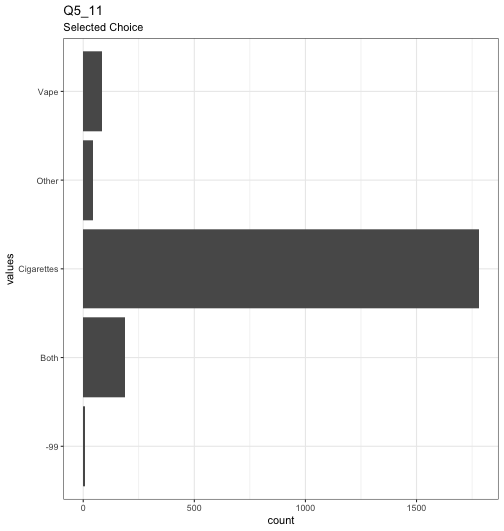 Q5_11
Selected Choice
Vape
Other
Cigarettes
Both
-99
values
0 500 1000 1500
count